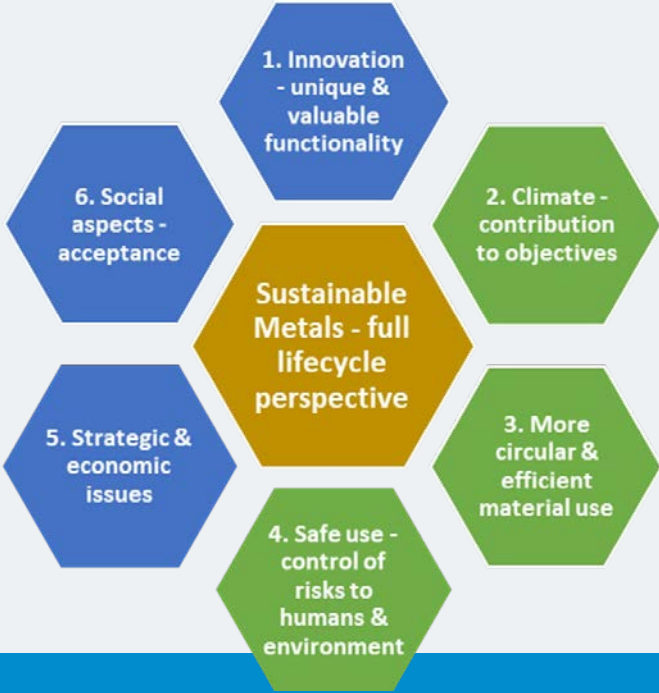 1. Innovation
- unique &
valuable
functionality
2. Climate -
contribution
to objectives
3. More
circular &
efficient
material use
4. Safe use -
control of
risks to
humans &
environment
5. Strategic &
economic
issues
6. Social
aspects -
acceptance
Sustainable
Metals - full
lifecycle
perspective